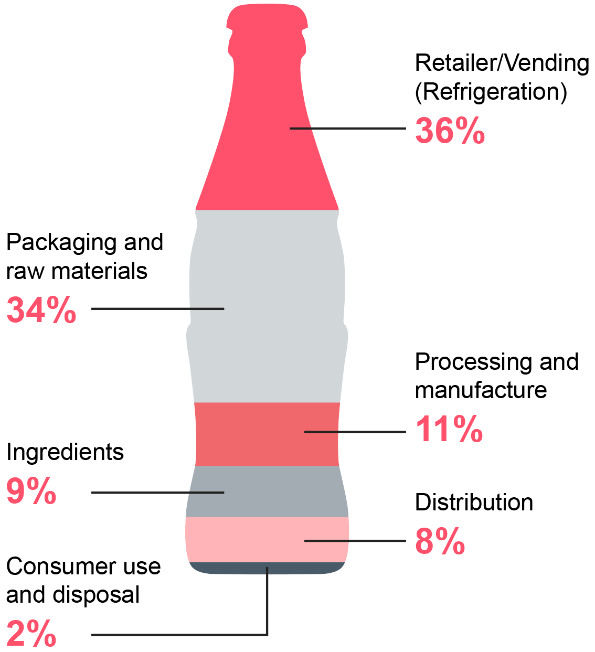 Retailer/Vending
(Refrigeration)
36%
Packaging and
raw materials
34%
Processing and
manufacture
11%
Ingredients
9%
Distribution
8%
Consumer use
and disposal
2%